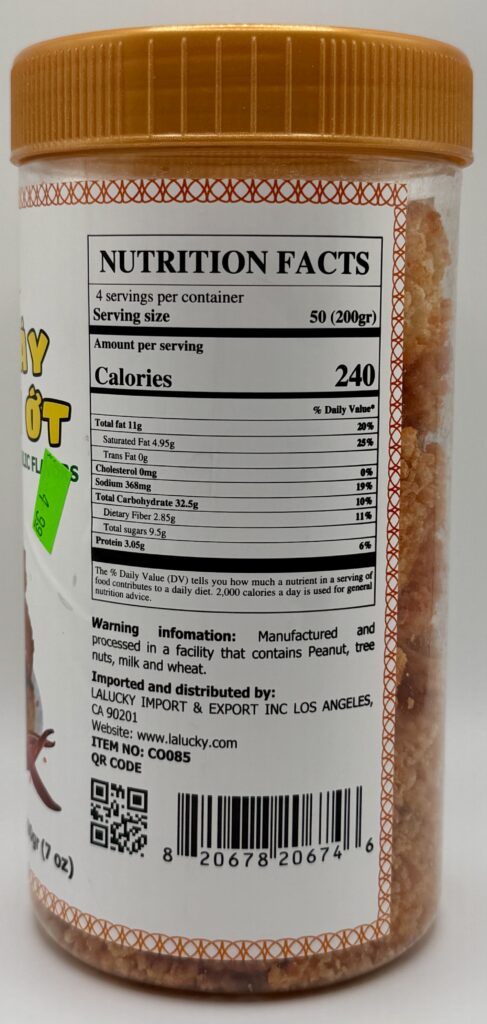 NUTRITION FACTS
4 servings per container
Serving size 50 (200gr)
Amount per serving
Calories 240
% Daily Value*
Total fat 11g 20%
Saturated Fat 4.95g 25%
Trans Fat 0g
Cholesterol 0mg 0%
Sodium 368mg 19%
Total Carbohydrate 32.5g 10%
Dietary Fiber 2.85g 11%
Total sugars 9.5g
Protein 3.05g 6%
The % Daily Value (DV) tells you how much a nutrient in a serving of
food contributes to a daily diet. 2,000 calories a day is used for general
nutrition advice.
Warning infomation: Manufactured and
processed in a facility that contains Peanut, tree
nuts, milk and wheat.
Imported and distributed by:
LALUCKY IMPORT & EXPORT INC LOS ANGELES,
CA 90201
Website: www.lalucky.com
ITEM NO: CO085
QR CODE
8 20678 20674 6
ÂY
ỚT
(7 oz)